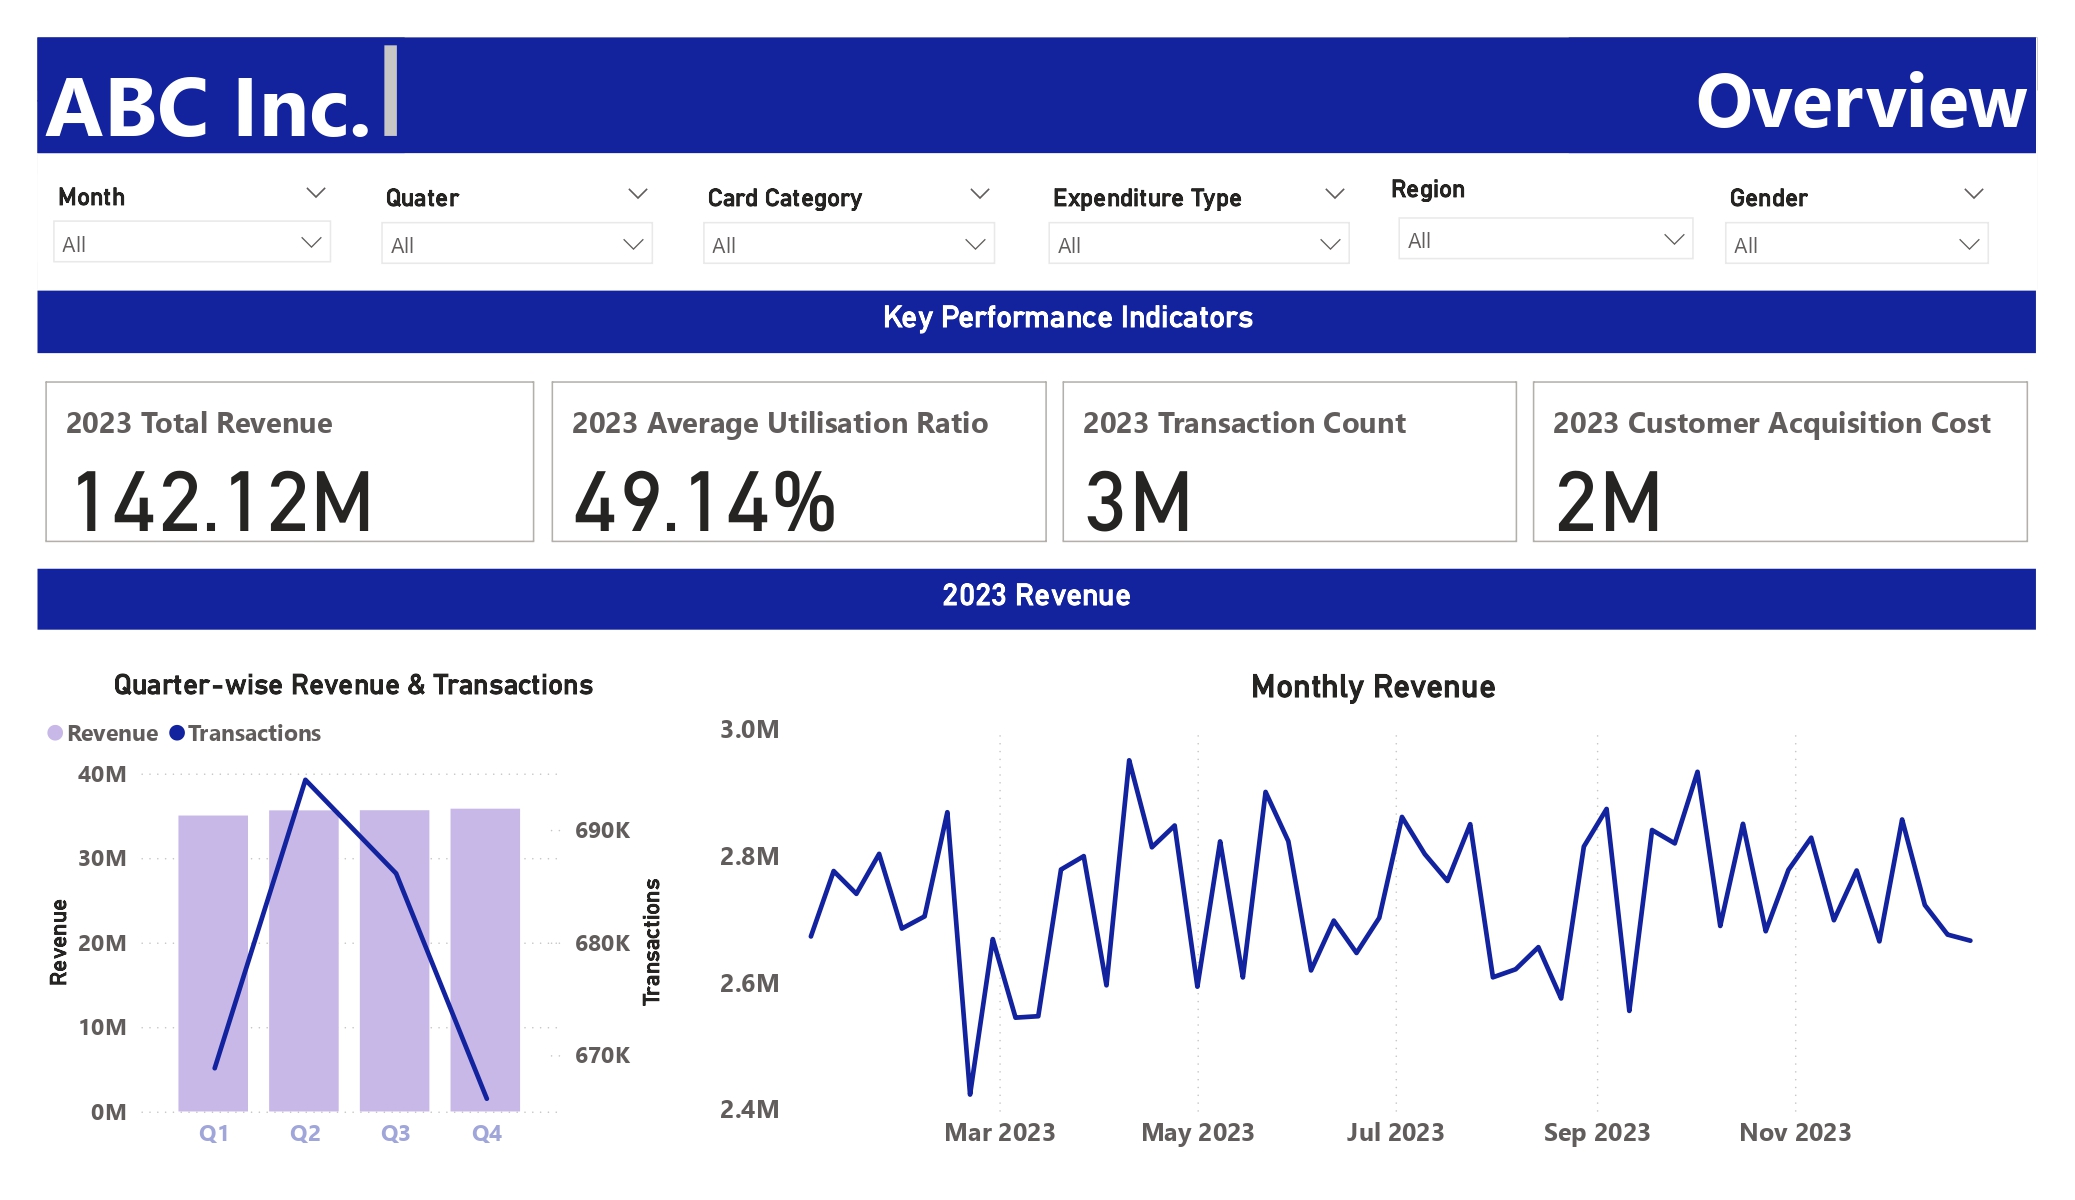 ABC Inc.
Overview
Month
Quater
Card Category
Expenditure Type
Region
Gender
All
All
All
All
All
All
Key Performance Indicators
2023 Total Revenue
142.12M
2023 Average Utilisation Ratio
49.14%
2023 Transaction Count
3M
2023 Customer Acquisition Cost
2M
2023 Revenue
Quarter-wise Revenue & Transactions
Revenue
Transactions
40M
30M
20M
10M
0M
Revenue
690K
680K
670K
Transactions
Q1
Q2
Q3
Q4
Monthly Revenue
3.0M
2.8M
2.6M
2.4M
Mar 2023
May 2023
Jul 2023
Sep 2023
Nov 2023